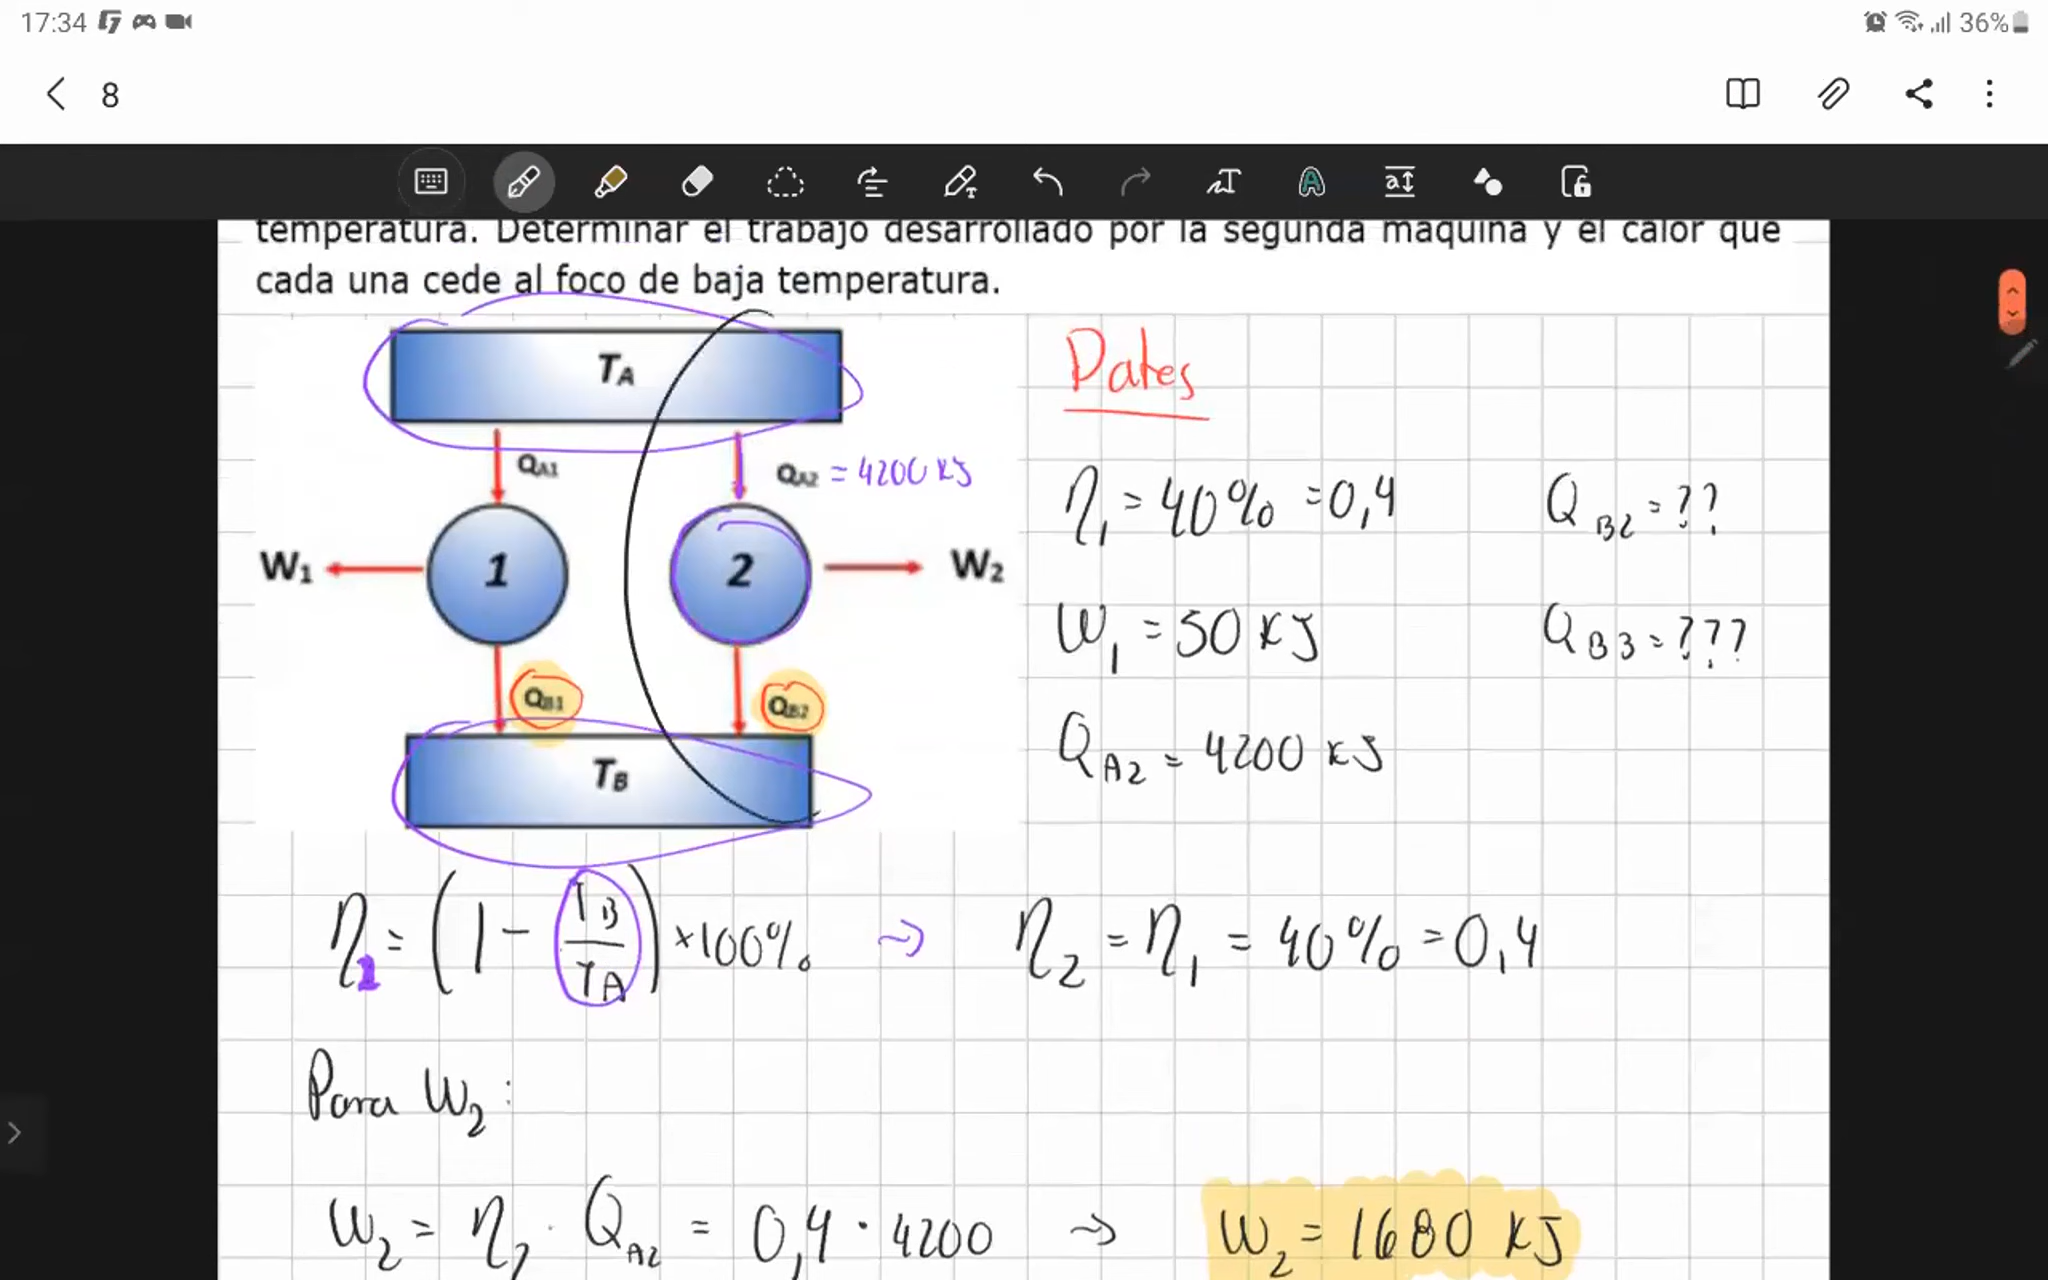 17:34 36%
8
temperatura. Determinar el trabajo desarrollado por la segunda maquina y el calor que
cada una cede al foco de baja temperatura.
TA
QA1
QA2 = 4200 KJ
W1
1
2
W2
QB1
QB2
TB
Dates
η1 = 40% = 0,4
QB2 = ??
W1 = 50 KJ
QB3 = ???
QA2 = 4200 KJ
η2 = (1 - TB/TA) ×100% → η2 = η1 = 40% = 0,4
Para W2:
W2 = η2 · QA2 = 0,4 · 4200 → W2 = 1680 KJ